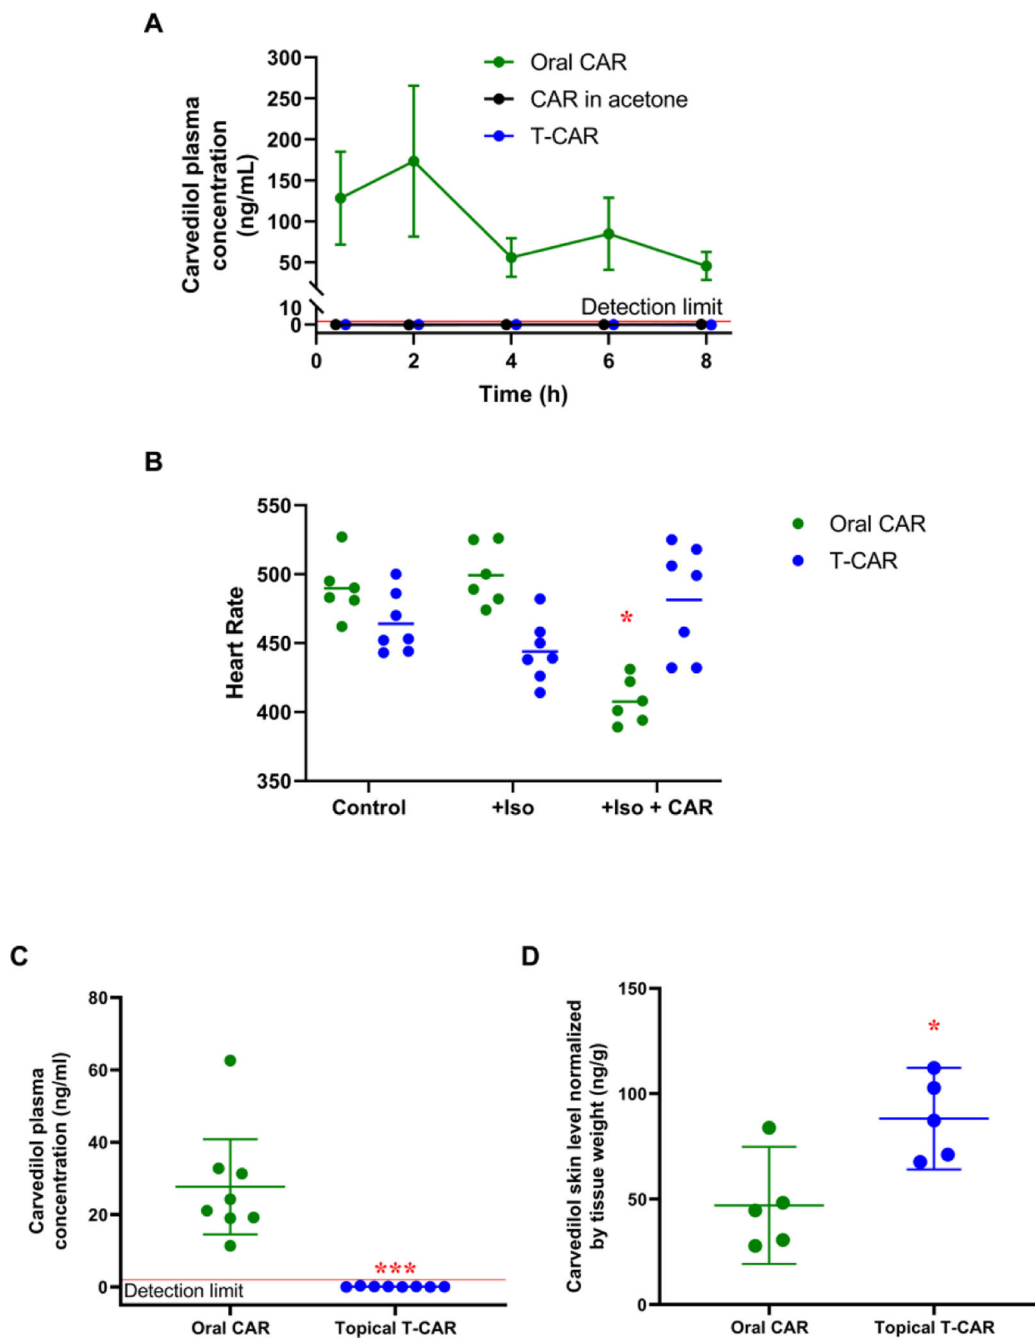 A
300
250
200
150
100
50
10
0
Carvedilol plasma
concentration
(ng/mL)
Oral CAR
CAR in acetone
T-CAR
Detection limit
0 2 4 6 8
Time (h)
B
550
500
450
400
350
Heart Rate
Oral CAR
T-CAR
*
Control +Iso +Iso + CAR
C
80
60
40
20
0
Carvedilol plasma
concentration (ng/ml)
***
Detection limit
Oral CAR Topical T-CAR
D
150
100
50
0
Carvedilol skin level normalized
by tissue weight (ng/g)
*
Oral CAR Topical T-CAR